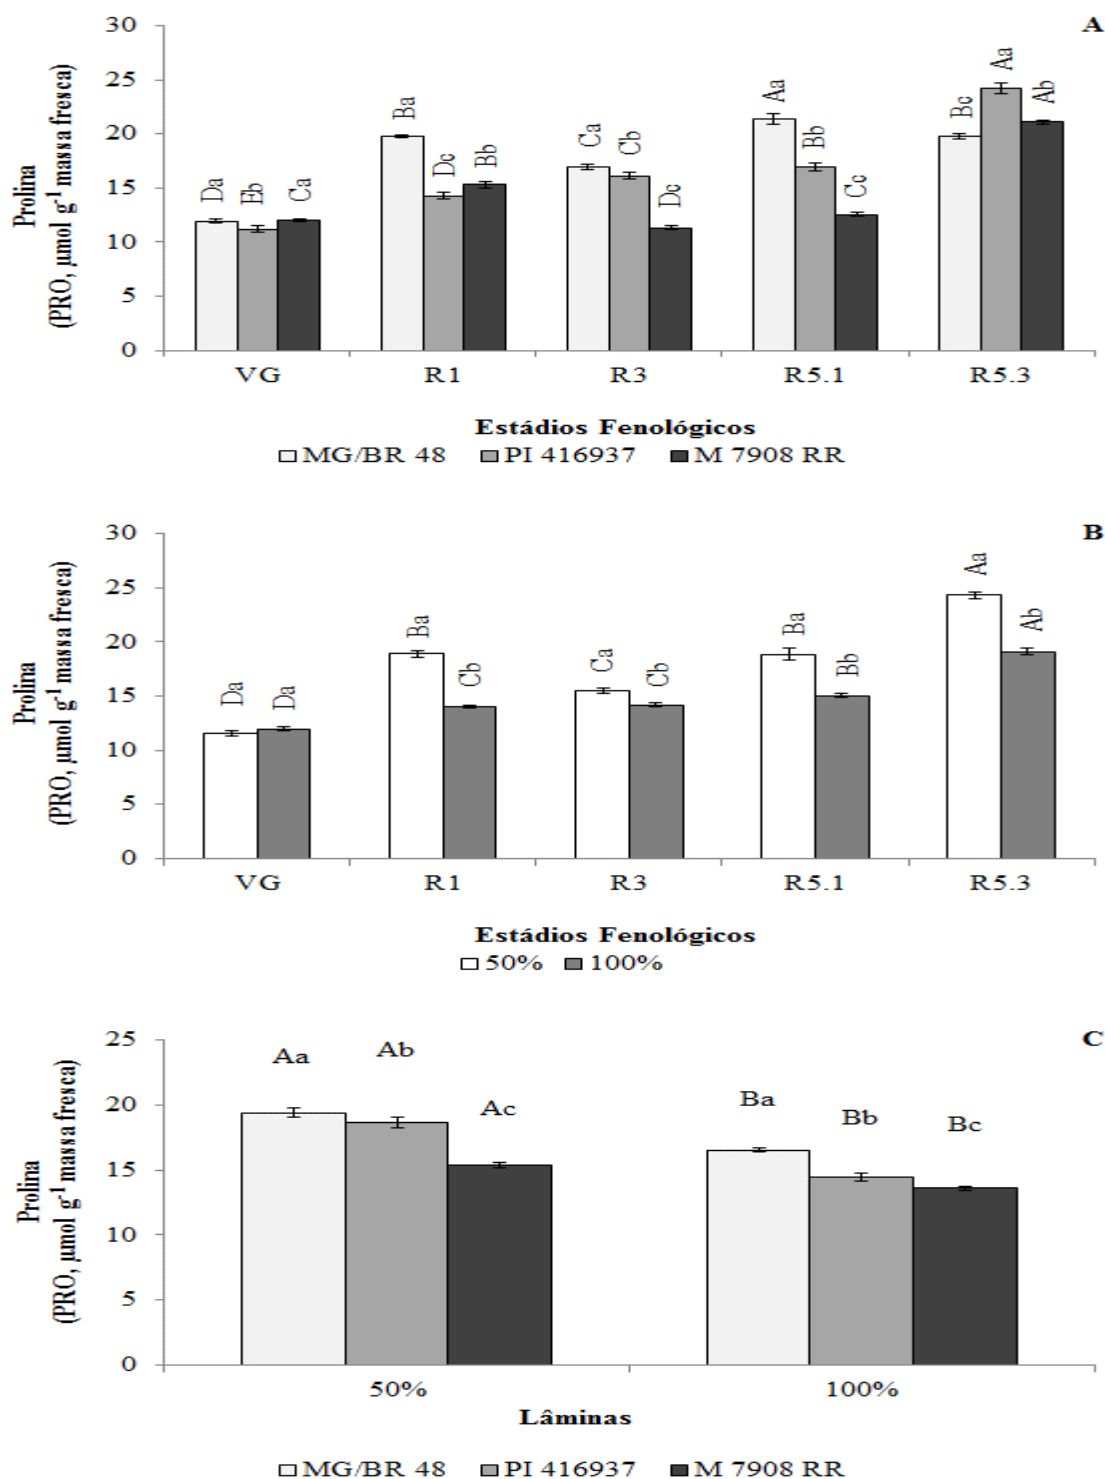 A
Prolina
(PRO, µmol g⁻¹ massa fresca)
30
25
20
15
10
5
0
Da Eb Ca Ba Dc Bb Ca Cb Dc Aa Bb Cc Bc Aa Ab
VG R1 R3 R5.1 R5.3
Estádios Fenológicos
MG/BR 48 PI 416937 M 7908 RR
B
Prolina
(PRO, µmol g⁻¹ massa fresca)
30
25
20
15
10
5
0
Da Da Ba Cb Ca Cb Ba Bb Aa Ab
VG R1 R3 R5.1 R5.3
Estádios Fenológicos
50% 100%
C
Prolina
(PRO, µmol g⁻¹ massa fresca)
25
20
15
10
5
0
Aa Ab Ac Ba Bb Bc
50% 100%
Lâminas
MG/BR 48 PI 416937 M 7908 RR